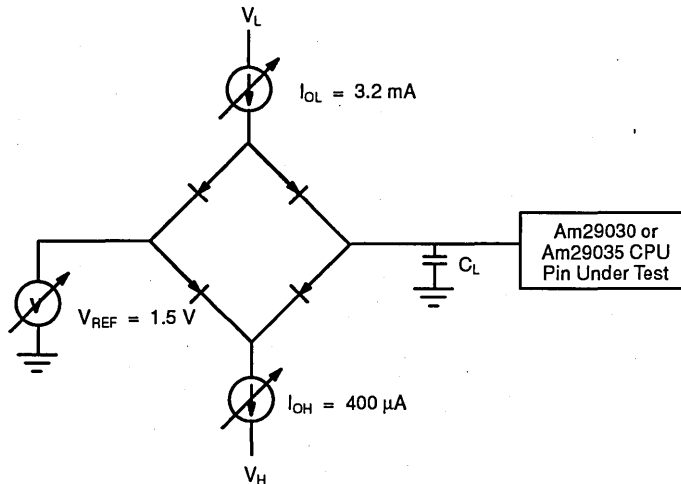 V_L
I_OL = 3.2 mA
Am29030 or
Am29035 CPU
Pin Under Test
C_L
V
V_REF = 1.5 V
I_OH = 400 µA
V_H